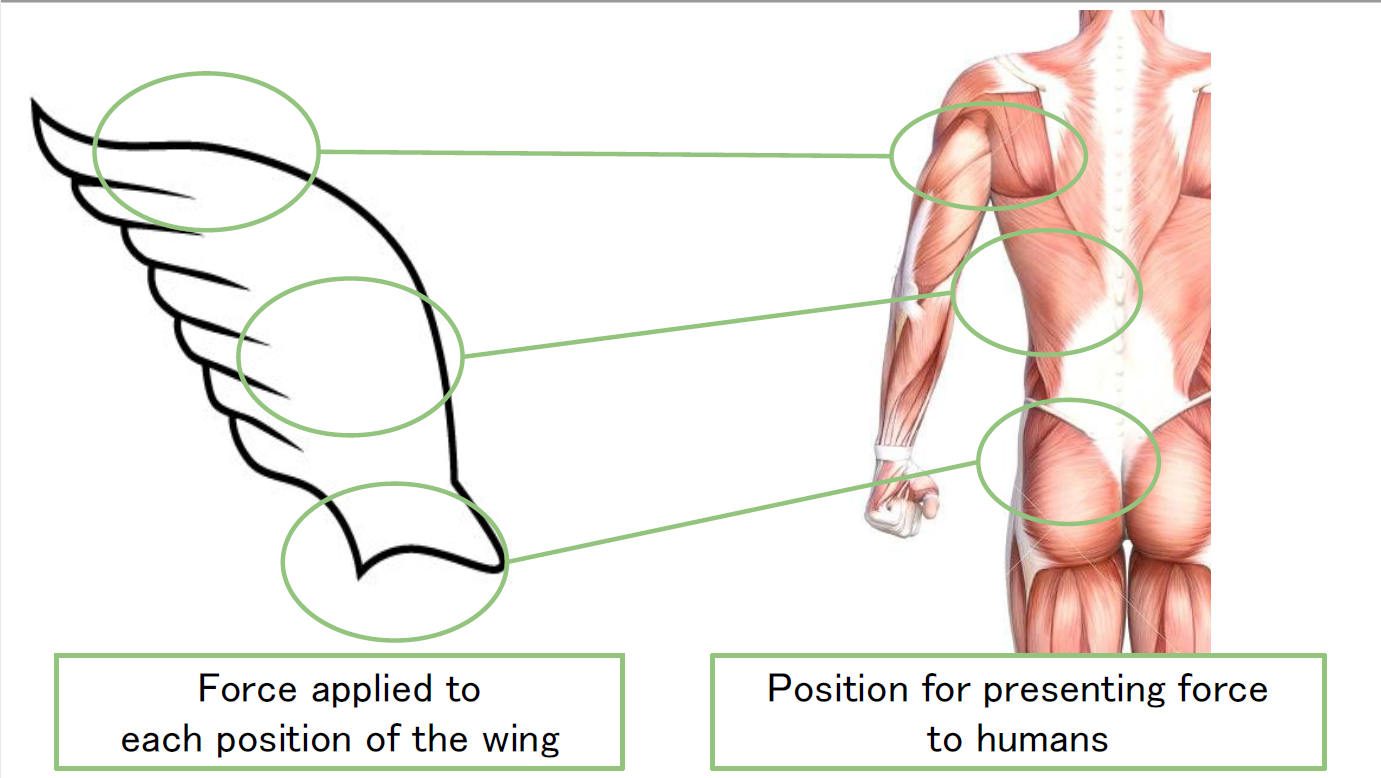 Force applied to
each position of the wing
Position for presenting force
to humans